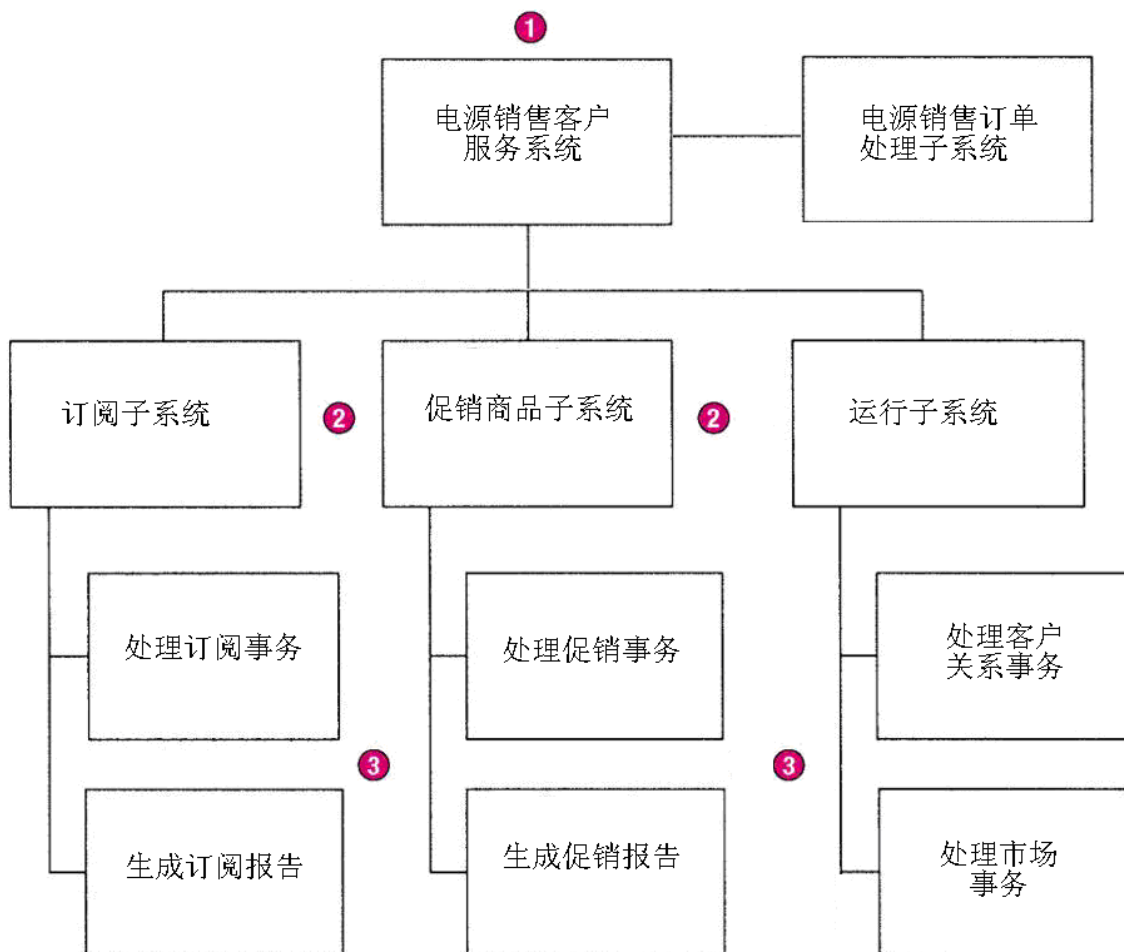 1
电源销售客户
服务系统
电源销售订单
处理子系统
订阅子系统
2
促销商品子系统
2
运行子系统
处理订阅事务
处理促销事务
处理客户
关系事务
3
3
生成订阅报告
生成促销报告
处理市场
事务